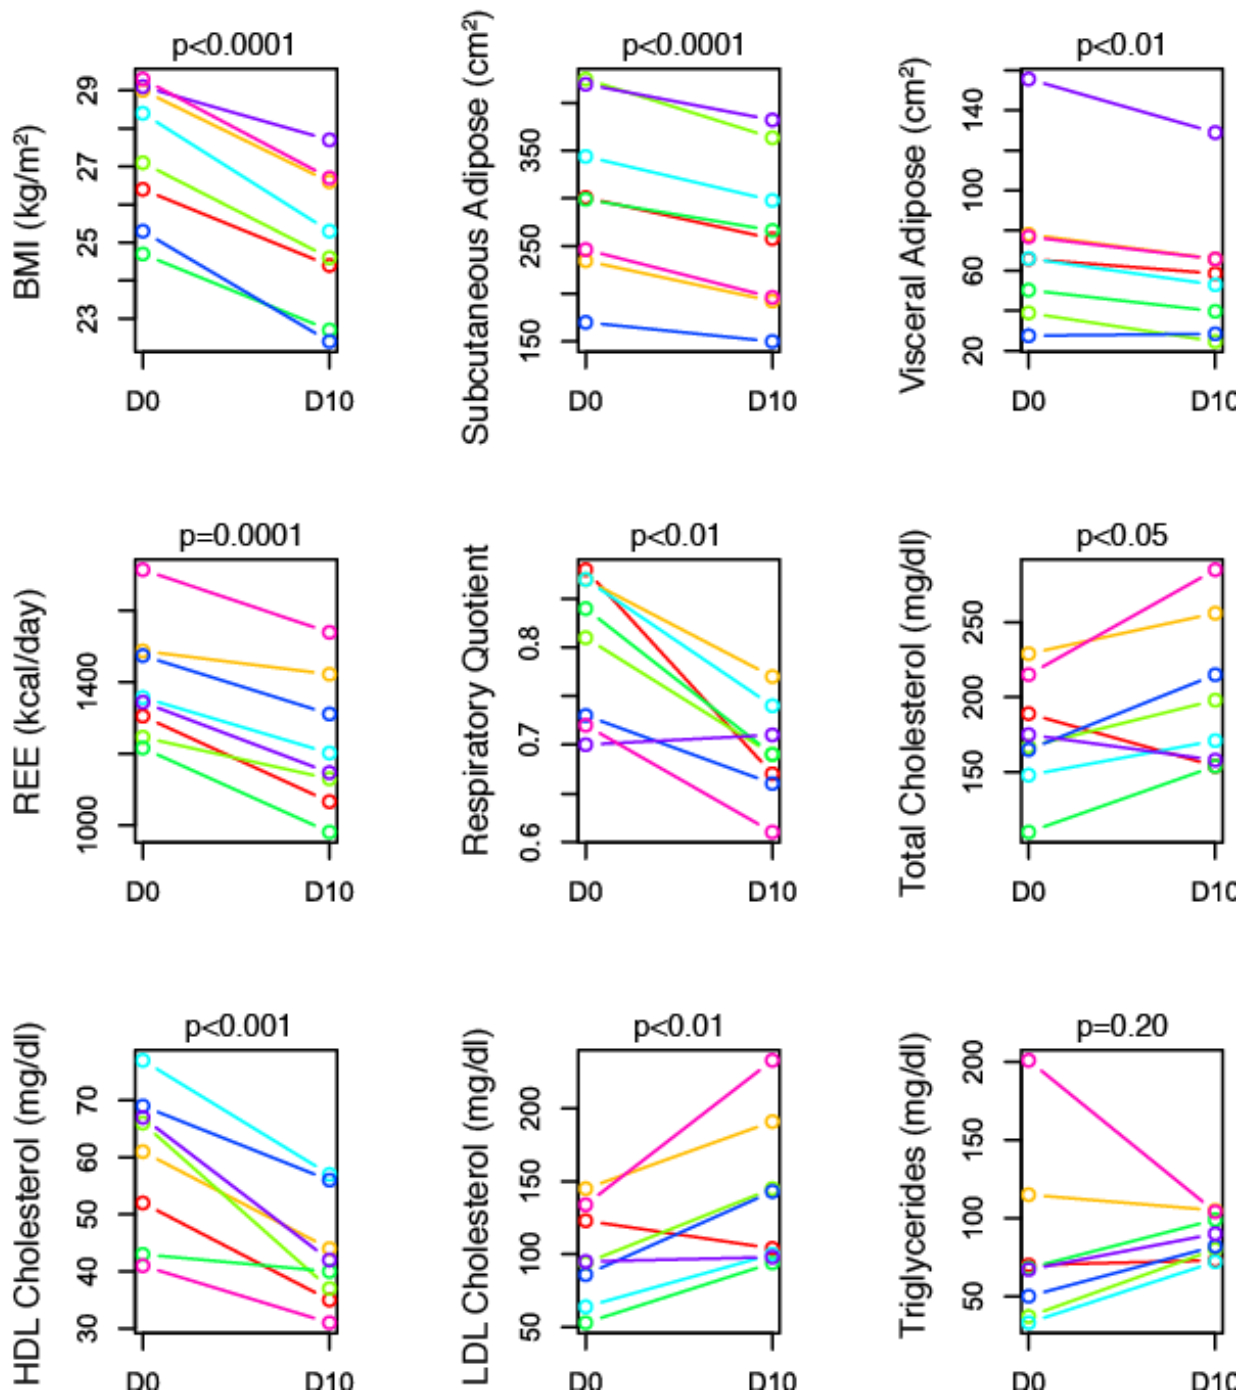 p<0.0001
BMI (kg/m²)
29
27
25
23
D0
D10
p<0.0001
Subcutaneous Adipose (cm²)
350
250
150
D0
D10
p<0.01
Visceral Adipose (cm²)
140
100
60
20
D0
D10
p=0.0001
REE (kcal/day)
1400
1000
D0
D10
p<0.01
Respiratory Quotient
0.8
0.7
0.6
D0
D10
p<0.05
Total Cholesterol (mg/dl)
250
200
150
D0
D10
p<0.001
HDL Cholesterol (mg/dl)
70
60
50
40
30
D0
D10
p<0.01
LDL Cholesterol (mg/dl)
200
150
100
50
D0
D10
p=0.20
Triglycerides (mg/dl)
200
150
100
50
D0
D10